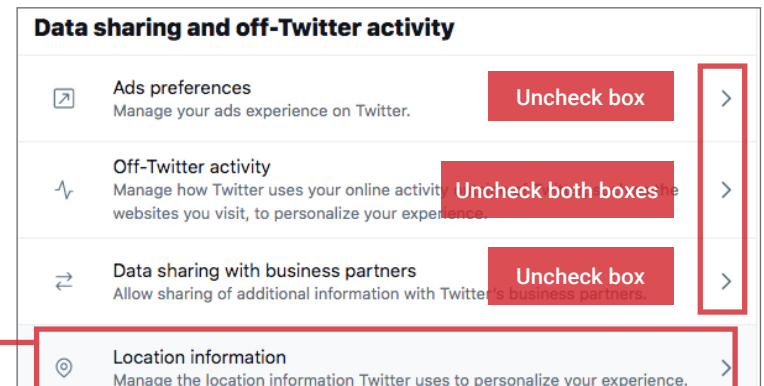 Data sharing and off-Twitter activity
Ads preferences
Manage your ads experience on Twitter.
Uncheck box
Off-Twitter activity
Manage how Twitter uses your online activity the
websites you visit, to personalize your experience.
Uncheck both boxes
Data sharing with business partners
Allow sharing of additional information with Twitter's business partners.
Uncheck box
Location information
Manage the location information Twitter uses to personalize your experience.